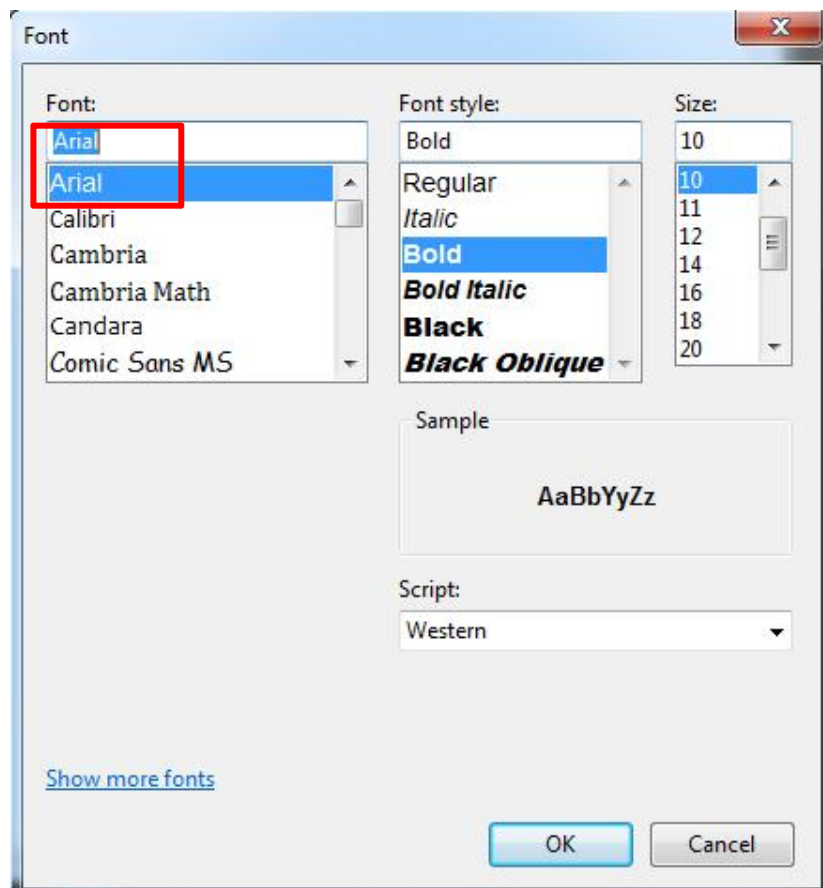 Font
X
Font:
Arial
Arial
Calibri
Cambria
Cambria Math
Candara
Comic Sans MS
Font style:
Bold
Regular
Italic
Bold
Bold Italic
Black
Black Oblique
Size:
10
10
11
12
14
16
18
20
Sample
AaBbYyZz
Script:
Western
Show more fonts
OK
Cancel